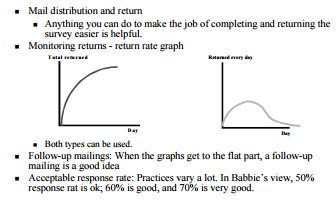 Mail distribution and return
Anything you can do to make the job of completing and returning the
survey easier is helpful.
Monitoring returns - return rate graph
Total returned
Returned every day
Day
Day
Both types can be used.
Follow-up mailings: When the graphs get to the flat part, a follow-up
mailing is a good idea
Acceptable response rate: Practices vary a lot. In Babbie's view, 50%
response rat is ok; 60% is good, and 70% is very good.